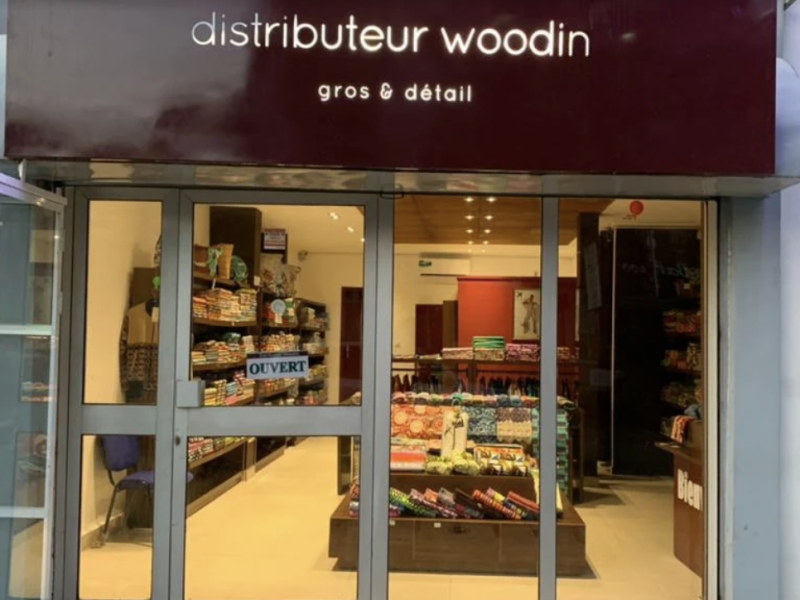 distributeur woodin
gros & détail
OUVERT